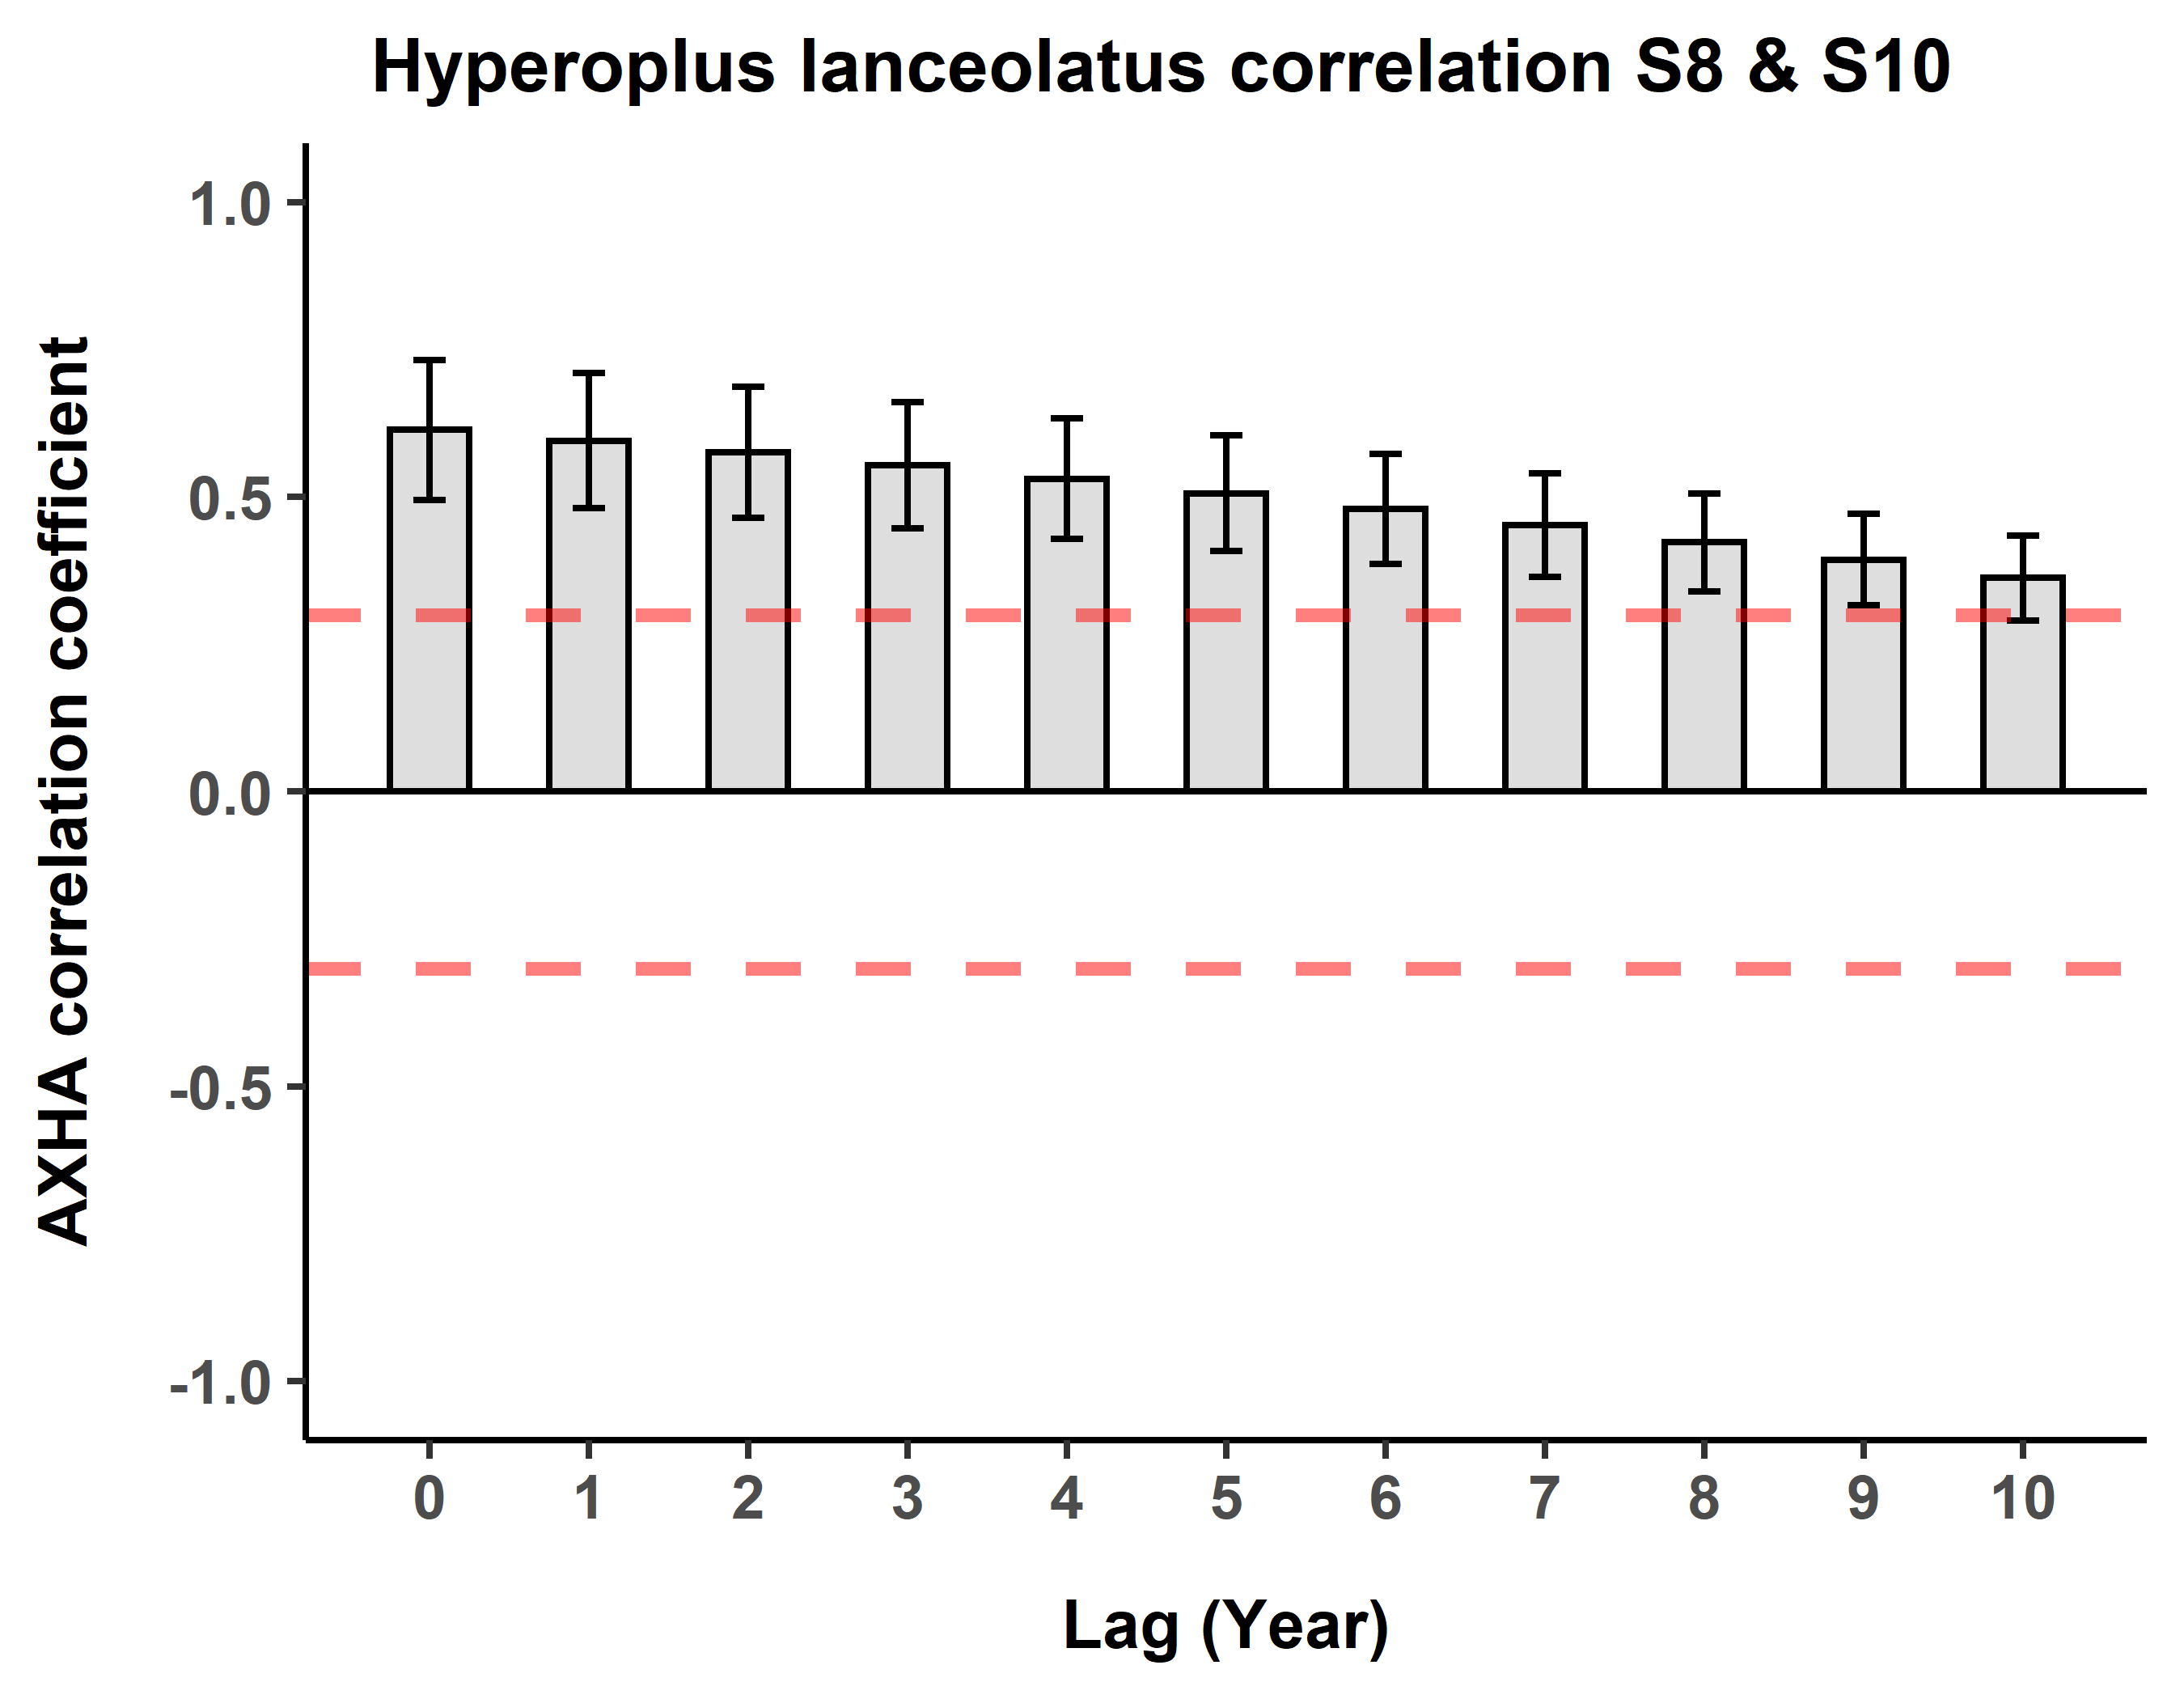 Hyperoplus lanceolatus correlation S8 & S10
AXHA correlation coefficient
1.0
0.5
0.0
-0.5
-1.0
0 1 2 3 4 5 6 7 8 9 10
Lag (Year)